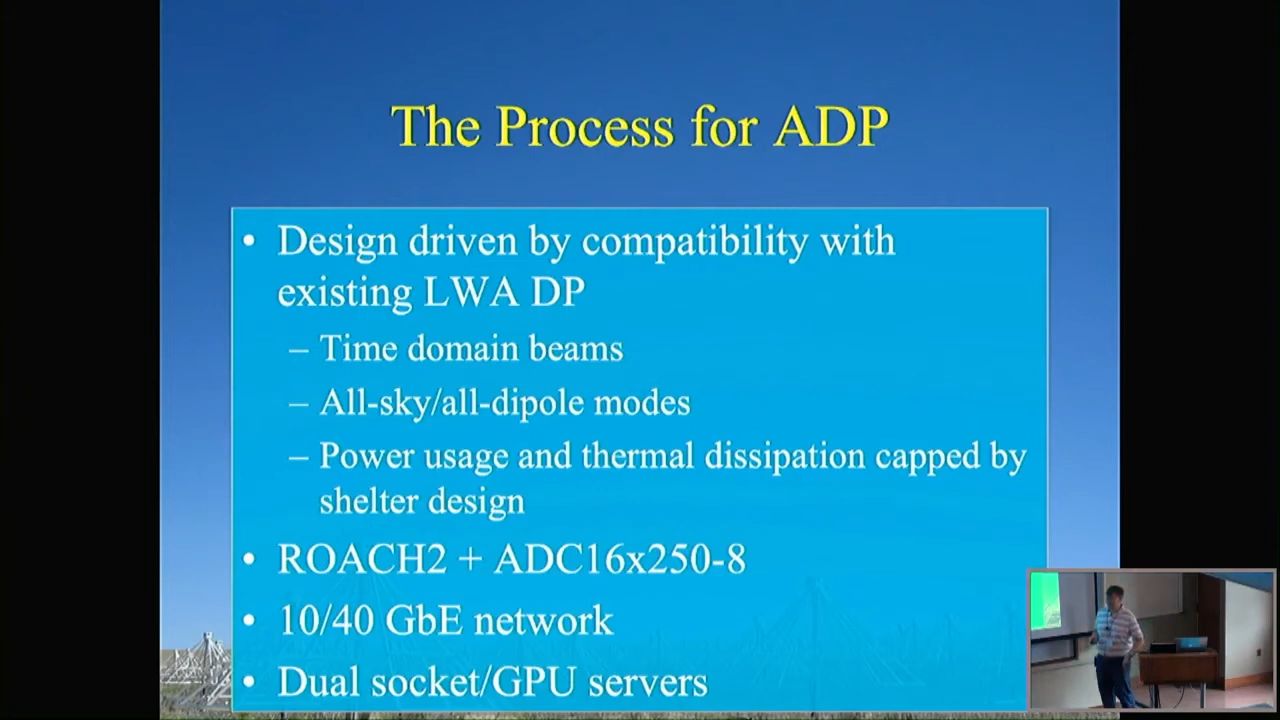 The Process for ADP
• Design driven by compatibility with
existing LWA DP
– Time domain beams
– All-sky/all-dipole modes
– Power usage and thermal dissipation capped by
shelter design
• ROACH2 + ADC16x250-8
• 10/40 GbE network
• Dual socket/GPU servers